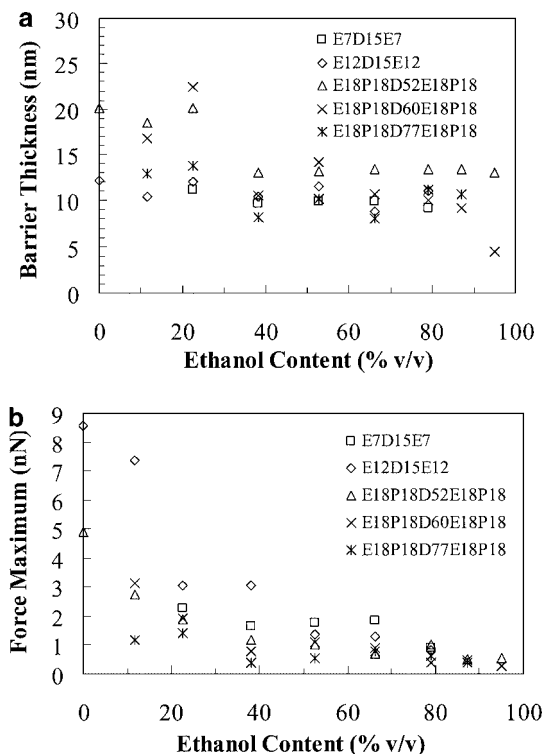 a
30
25
20
15
10
5
0
Barrier Thickness (nm)
E7D15E7
E12D15E12
E18P18D52E18P18
E18P18D60E18P18
E18P18D77E18P18
0 20 40 60 80 100
Ethanol Content (% v/v)
b
9
8
7
6
5
4
3
2
1
0
Force Maximum (nN)
E7D15E7
E12D15E12
E18P18D52E18P18
E18P18D60E18P18
E18P18D77E18P18
0 20 40 60 80 100
Ethanol Content (% v/v)